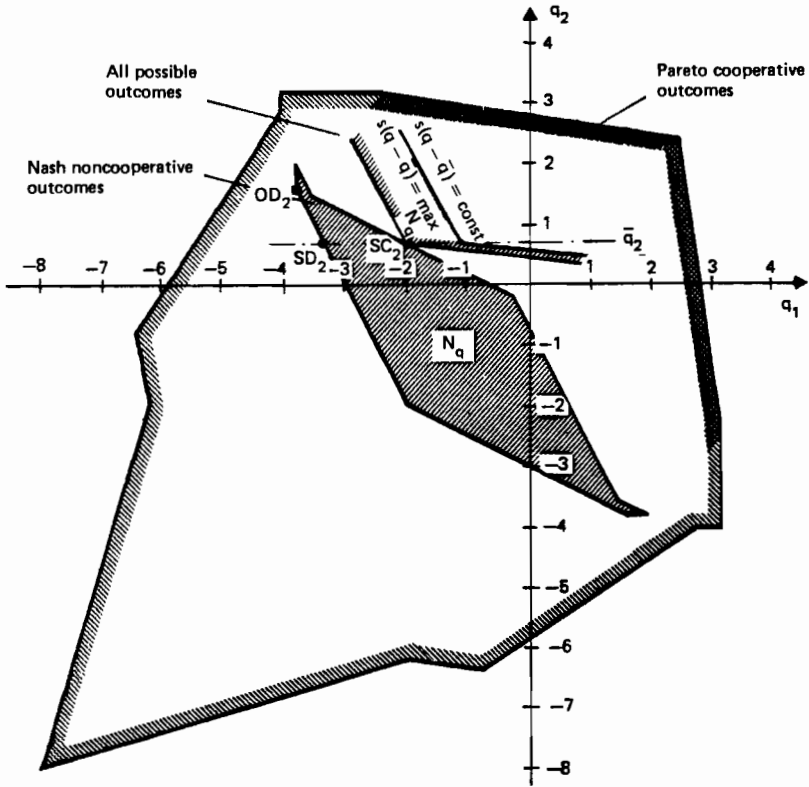 q₂
4
All possible
outcomes
Pareto cooperative
outcomes
3
s(q – q̄) = max
N_q
s(q – q̄) = const
2
Nash noncooperative
outcomes
OD₂
1
q̄₂
SD₂
SC₂
–8
–7
–6
–5
–4
–3
–2
–1
1
2
3
4
q₁
N_q
–1
–2
–3
–4
–5
–6
–7
–8